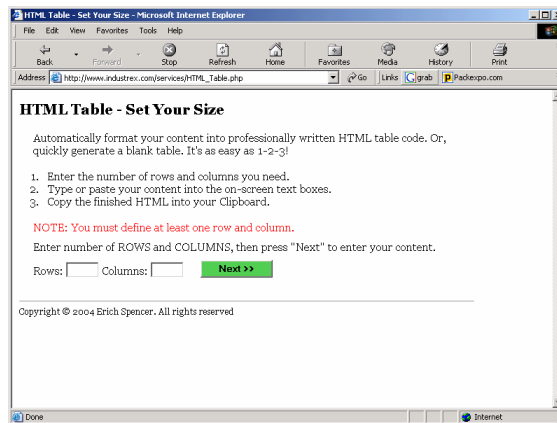 HTML Table - Set Your Size - Microsoft Internet Explorer
File Edit View Favorites Tools Help
Back Forward Stop Refresh Home Favorites Media History Print
Address http://www.industrex.com/services/HTML_Table.php Go Links grab Packexpo.com
HTML Table - Set Your Size
Automatically format your content into professionally written HTML table code. Or,
quickly generate a blank table. It's as easy as 1-2-3!
1. Enter the number of rows and columns you need.
2. Type or paste your content into the on-screen text boxes.
3. Copy the finished HTML into your Clipboard.
NOTE: You must define at least one row and column.
Enter number of ROWS and COLUMNS, then press "Next" to enter your content.
Rows: Columns: Next >>
Copyright © 2004 Erich Spencer. All rights reserved
Done Internet